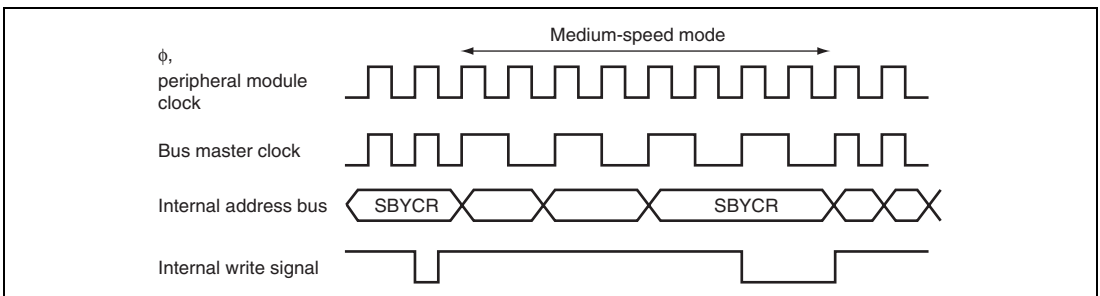 Medium-speed mode
ϕ,
peripheral module
clock
Bus master clock
Internal address bus
SBYCR
SBYCR
Internal write signal